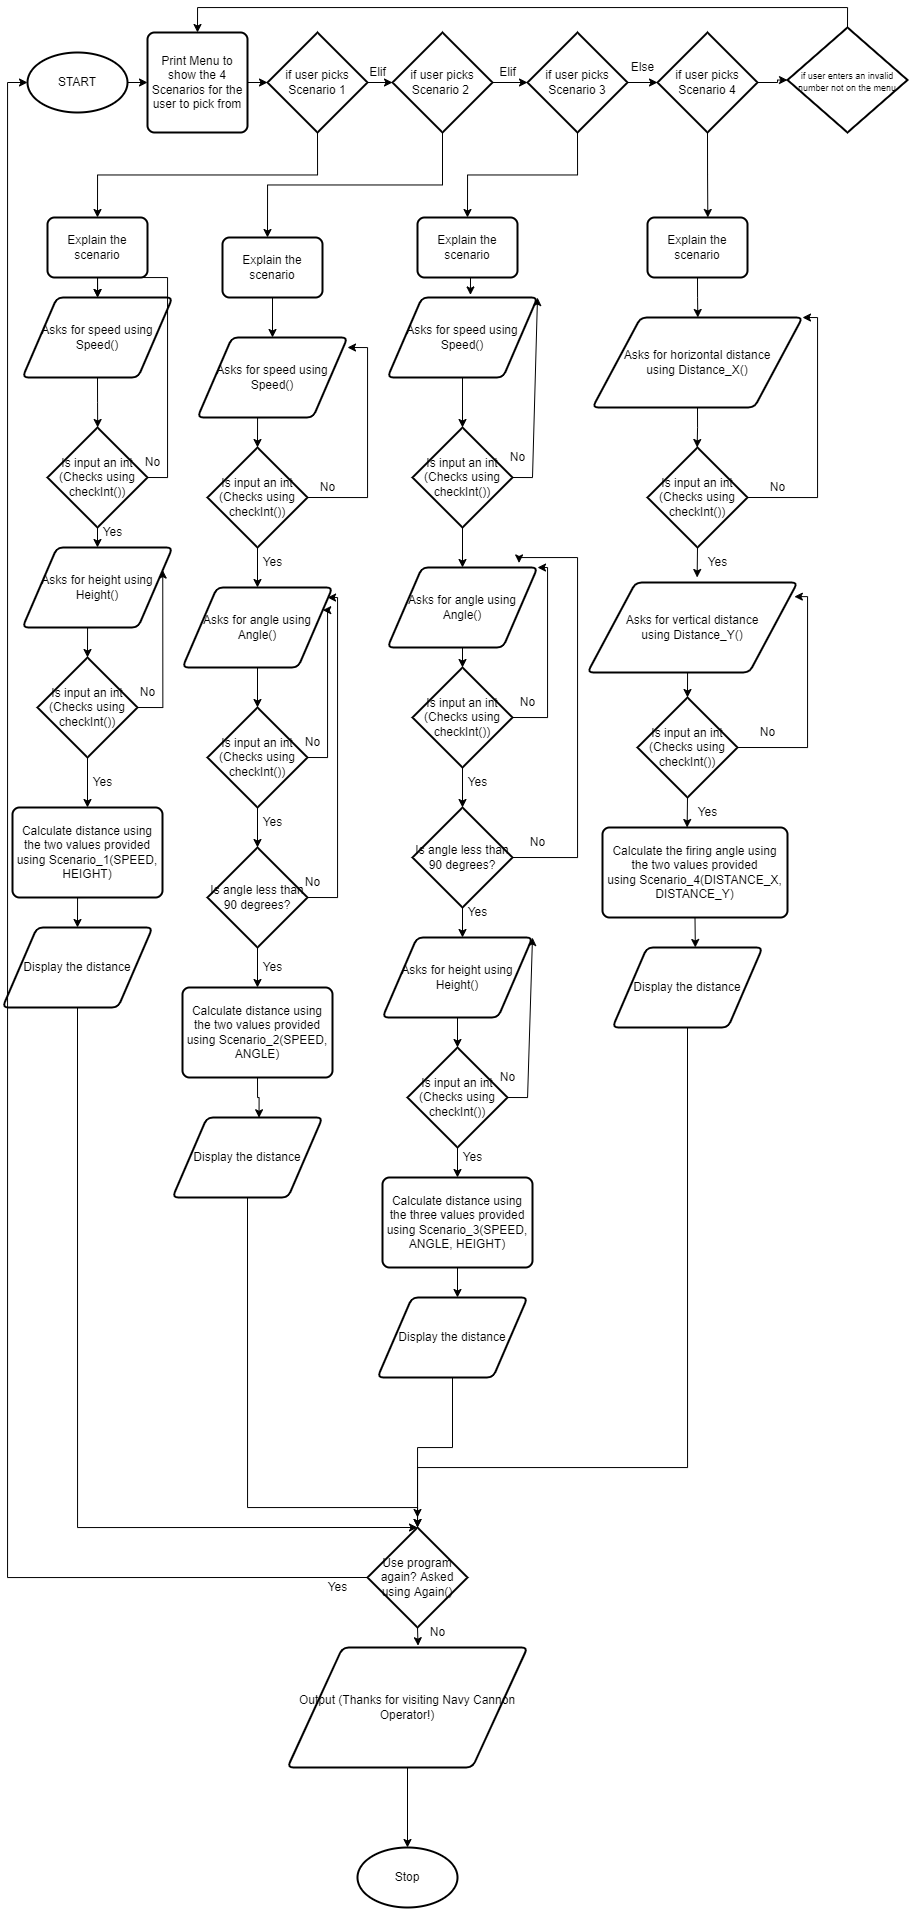 START
Print Menu to
show the 4
Scenarios for the
user to pick from
if user picks
Scenario 1
Elif
if user picks
Scenario 2
Elif
if user picks
Scenario 3
Else
if user picks
Scenario 4
if user enters an invalid
number not on the menu
Explain the
scenario
Asks for speed using
Speed()
Is input an int
(Checks using
checkInt())
No
Yes
Asks for height using
Height()
Is input an int
(Checks using
checkInt())
No
Yes
Calculate distance using
the two values provided
using Scenario_1(SPEED,
HEIGHT)
Display the distance
Explain the
scenario
Asks for speed using
Speed()
Is input an int
(Checks using
checkInt())
No
Yes
Asks for angle using
Angle()
Is input an int
(Checks using
checkInt())
No
Yes
Is angle less than
90 degrees?
No
Yes
Calculate distance using
the two values provided
using Scenario_2(SPEED,
ANGLE)
Display the distance
Explain the
scenario
Asks for speed using
Speed()
Is input an int
(Checks using
checkInt())
No
Asks for angle using
Angle()
Is input an int
(Checks using
checkInt())
No
Yes
Is angle less than
90 degrees?
No
Yes
Asks for height using
Height()
Is input an int
(Checks using
checkInt())
No
Yes
Calculate distance using
the three values provided
using Scenario_3(SPEED,
ANGLE, HEIGHT)
Display the distance
Explain the
scenario
Asks for horizontal distance
using Distance_X()
Is input an int
(Checks using
checkInt())
No
Yes
Asks for vertical distance
using Distance_Y()
Is input an int
(Checks using
checkInt())
No
Yes
Calculate the firing angle using
the two values provided
using Scenario_4(DISTANCE_X,
DISTANCE_Y)
Display the distance
Use program
again? Asked
using Again()
Yes
No
Output (Thanks for visiting Navy Cannon
Operator!)
Stop